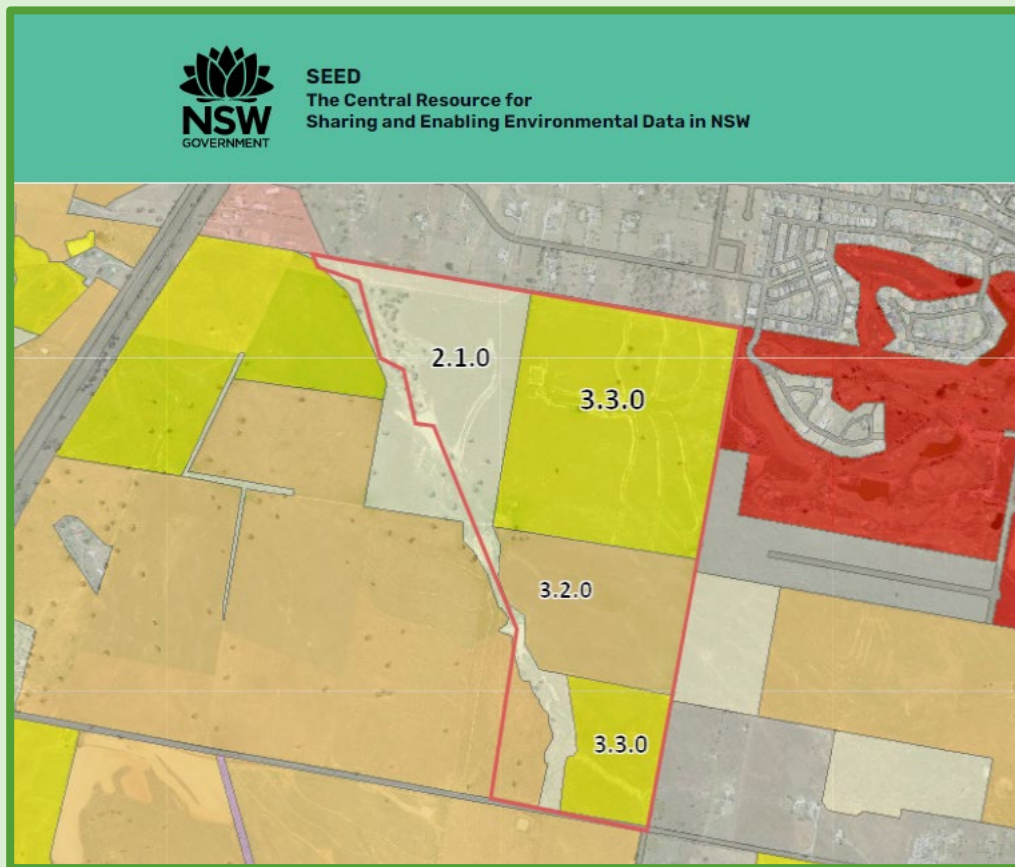 NSW
GOVERNMENT
SEED
The Central Resource for
Sharing and Enabling Environmental Data in NSW
2.1.0
3.3.0
3.2.0
3.3.0